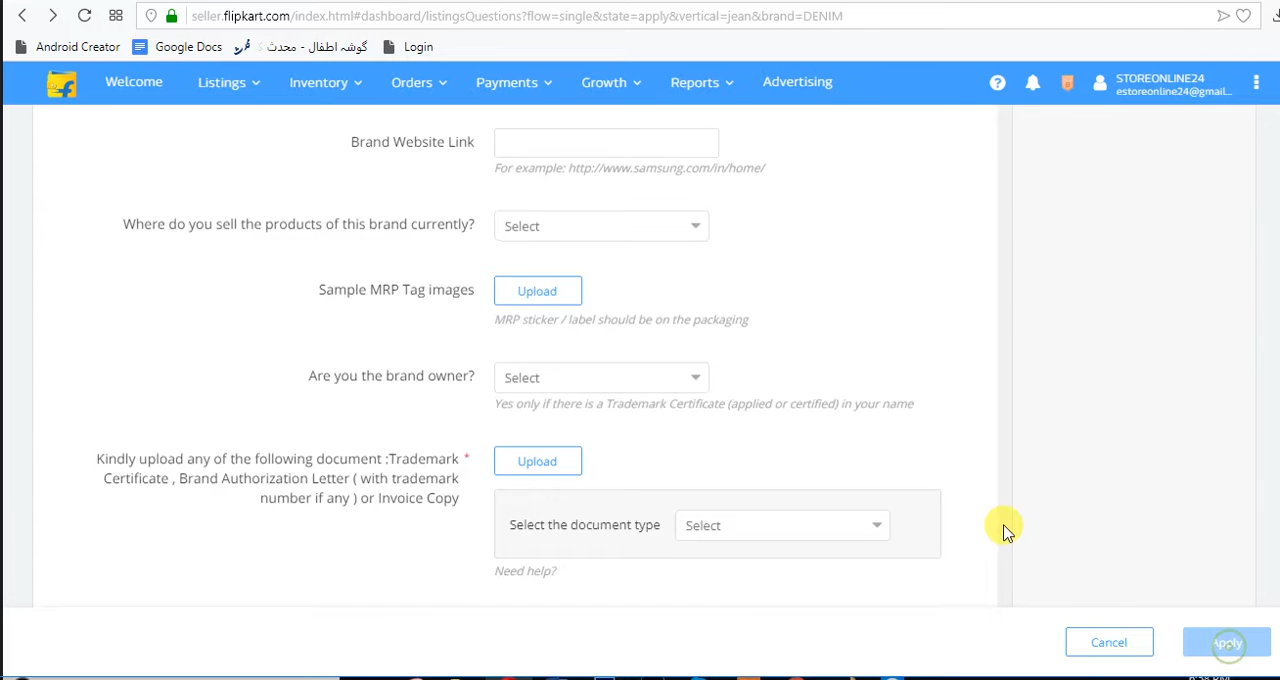 seller.flipkart.com/index.html#dashboard/listingsQuestions?flow=single&state=apply&vertical=jean&brand=DENIM
Android Creator Google Docs گوشہ اطفال - محدث Login
Welcome Listings Inventory Orders Payments Growth Reports Advertising ? STOREONLINE24
estoreonline24@gmail...
Brand Website Link
For example: http://www.samsung.com/in/home/
Where do you sell the products of this brand currently? Select
Sample MRP Tag images Upload
MRP sticker / label should be on the packaging
Are you the brand owner? Select
Yes only if there is a Trademark Certificate (applied or certified) in your name
Kindly upload any of the following document :Trademark * Upload
Certificate , Brand Authorization Letter ( with trademark
number if any ) or Invoice Copy
Select the document type Select
Need help?
Cancel Apply